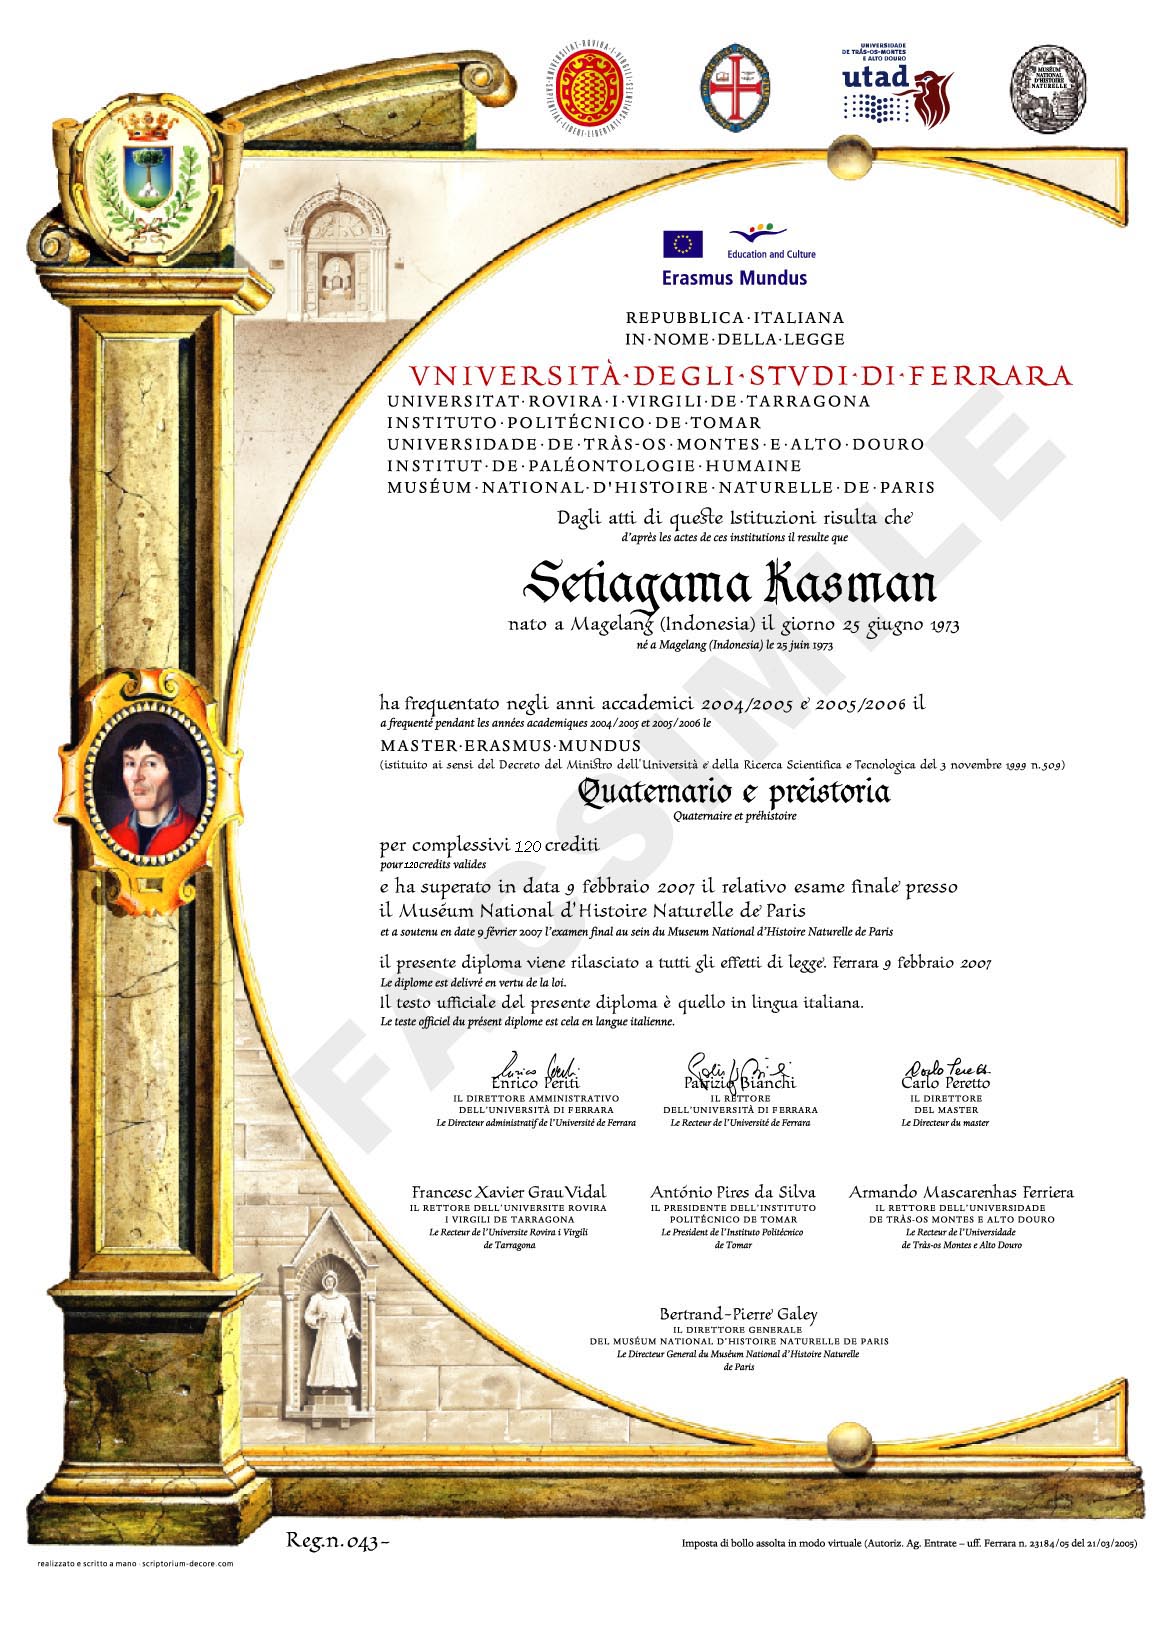 UNIVERSITAT·ROVIRA·I·VIRGILI
SAPIENTIAE·LIBERI·LIBERTATI·SAPIENTES
UNIVERSIDADE
DE TRÁS-OS-MONTES
E ALTO DOURO
utad
MUSÉUM
NATIONAL
D'HISTOIRE
NATURELLE
Education and Culture
Erasmus Mundus
REPUBBLICA·ITALIANA
IN·NOME·DELLA·LEGGE
VNIVERSITÀ·DEGLI·STVDI·DI·FERRARA
UNIVERSITAT·ROVIRA·I·VIRGILI·DE·TARRAGONA
INSTITUTO·POLITÉCNICO·DE·TOMAR
UNIVERSIDADE·DE·TRÀS-OS·MONTES·E·ALTO·DOURO
INSTITUT·DE·PALÉONTOLOGIE·HUMAINE
MUSÉUM·NATIONAL·D'HISTOIRE·NATURELLE·DE·PARIS
Dagli atti di queste Istituzioni risulta che
d'après les actes de ces institutions il resulte que
Setiagama Kasman
nato a Magelang (Indonesia) il giorno 25 giugno 1973
né a Magelang (Indonesia) le 25 juin 1973
ha frequentato negli anni accademici 2004/2005 e 2005/2006 il
a frequenté pendant les années academiques 2004/2005 et 2005/2006 le
MASTER·ERASMUS·MUNDUS
(istituito ai sensi del Decreto del Ministro dell'Università e della Ricerca Scientifica e Tecnologica del 3 novembre 1999 n.509)
Quaternario e preistoria
Quaternaire et préhistoire
per complessivi 120 crediti
pour 120 credits valides
e ha superato in data 9 febbraio 2007 il relativo esame finale presso
il Muséum National d'Histoire Naturelle de Paris
et a soutenu en date 9 février 2007 l'examen final au sein du Museum National d'Histoire Naturelle de Paris
il presente diploma viene rilasciato a tutti gli effetti di legge. Ferrara 9 febbraio 2007
Le diplome est delivré en vertu de la loi.
Il testo ufficiale del presente diploma è quello in lingua italiana.
Le teste officiel du présent diplome est cela en langue italienne.
FACSIMILE
Enrico Periti
IL DIRETTORE AMMINISTRATIVO
DELL'UNIVERSITÀ DI FERRARA
Le Directeur administratif de l'Université de Ferrara
Patrizio Bianchi
IL RETTORE
DELL'UNIVERSITÀ DI FERRARA
Le Recteur de l'Université de Ferrara
Carlo Peretto
IL DIRETTORE
DEL MASTER
Le Directeur du master
Francesc Xavier Grau Vidal
IL RETTORE DELL'UNIVERSITE ROVIRA
I VIRGILI DE TARRAGONA
Le Recteur de l'Universite Rovira i Virgili
de Tarragona
António Pires da Silva
IL PRESIDENTE DELL'INSTITUTO
POLITÉCNICO DE TOMAR
Le President de l'Instituto Politécnico
de Tomar
Armando Mascarenhas Ferriera
IL RETTORE DELL'UNIVERSIDADE
DE TRÀS-OS MONTES E ALTO DOURO
Le Recteur de l'Universidade
de Tràs-os Montes e Alto Douro
Bertrand-Pierre Galey
IL DIRETTORE GENERALE
DEL MUSÉUM NATIONAL D'HISTOIRE NATURELLE DE PARIS
Le Directeur General du Muséum National d'Histoire Naturelle
de Paris
Reg.n. 043-
Imposta di bollo assolta in modo virtuale (Autoriz. Ag. Entrate – uff. Ferrara n. 23184/05 del 21/03/2005)
realizzato e scritto a mano · scriptorium-decore.com